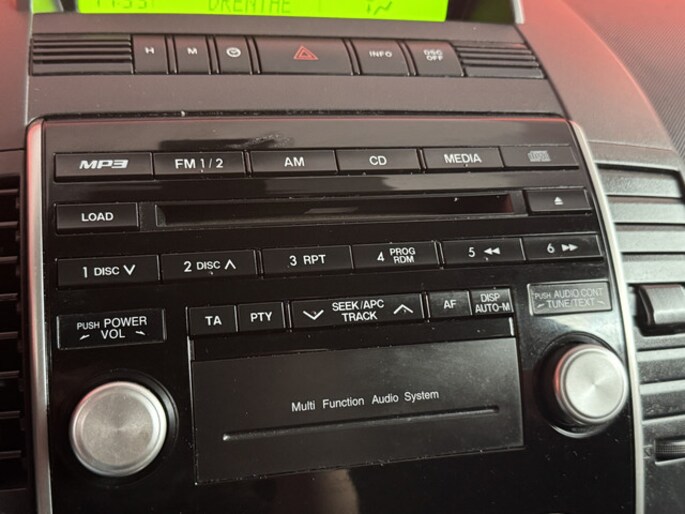 DRENTHE
H M INFO DSC OFF
MP3 FM 1/2 AM CD MEDIA
LOAD
1 DISC 2 DISC 3 RPT 4 PROG RDM 5 6
PUSH POWER VOL TA PTY SEEK/APC TRACK AF DISP AUTO-M PUSH AUDIO CONT TUNE/TEXT
Multi Function Audio System